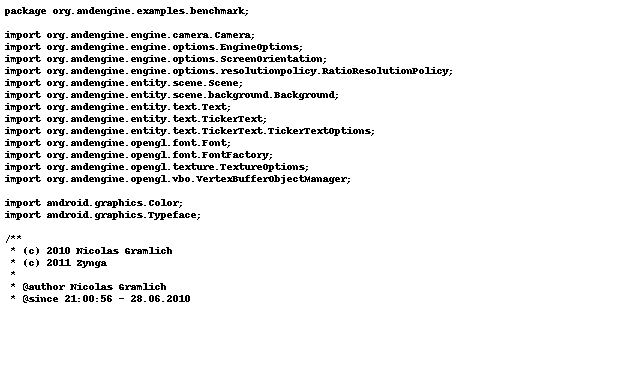 package org.andengine.examples.benchmark;

import org.andengine.engine.camera.Camera;
import org.andengine.engine.options.EngineOptions;
import org.andengine.engine.options.ScreenOrientation;
import org.andengine.engine.options.resolutionpolicy.RatioResolutionPolicy;
import org.andengine.entity.scene.Scene;
import org.andengine.entity.scene.background.Background;
import org.andengine.entity.text.Text;
import org.andengine.entity.text.TickerText;
import org.andengine.entity.text.TickerText.TickerTextOptions;
import org.andengine.opengl.font.Font;
import org.andengine.opengl.font.FontFactory;
import org.andengine.opengl.texture.TextureOptions;
import org.andengine.opengl.vbo.VertexBufferObjectManager;

import android.graphics.Color;
import android.graphics.Typeface;

/**
 * (c) 2010 Nicolas Gramlich
 * (c) 2011 Zynga
 *
 * @author Nicolas Gramlich
 * @since 21:00:56 - 28.06.2010